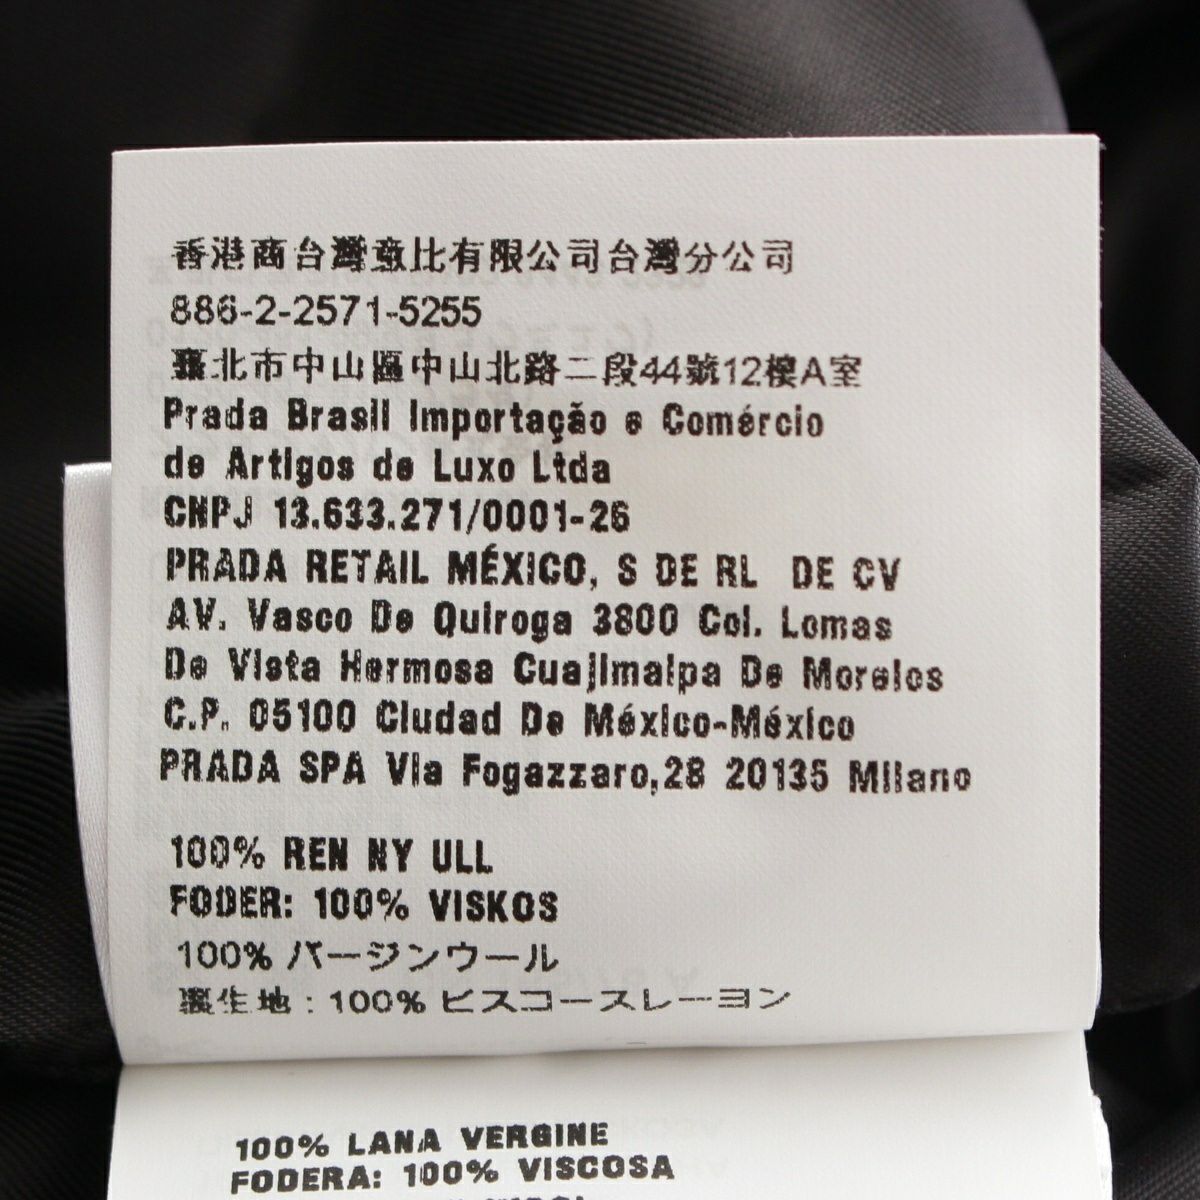 香港商台灣意比有限公司台灣分公司
886-2-2571-5255
臺北市中山區中山北路二段44號12樓A室
Prada Brasil Importação e Comércio
de Artigos de Luxo Ltda
CNPJ 13.633.271/0001-26
PRADA RETAIL MÉXICO, S DE RL DE CV
AV. Vasco De Quiroga 3800 Col. Lomas
De Vista Hermosa Cuajimalpa De Morelos
C.P. 05100 Ciudad De México-México
PRADA SPA Via Fogazzaro,28 20135 Milano
100% REN NY ULL
FODER: 100% VISKOS
100% バージンウール
裏生地：100% ビスコースレーヨン
100% LANA VERGINE
FODERA: 100% VISCOSA